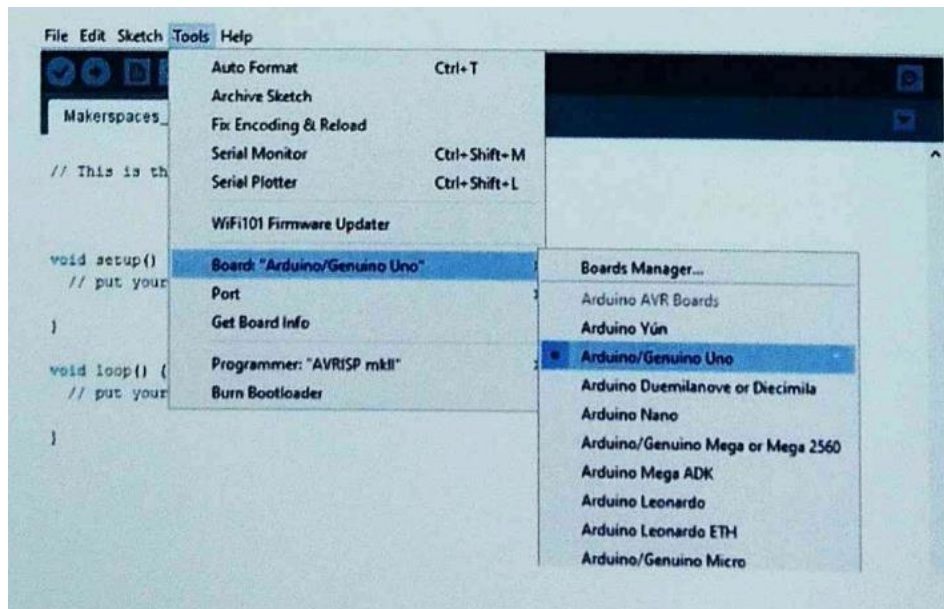 File Edit Sketch Tools Help
Auto Format Ctrl+T
Archive Sketch
Makerspaces_
Fix Encoding & Reload
Serial Monitor Ctrl+Shift+M
// This is th
Serial Plotter Ctrl+Shift+L
WiFi101 Firmware Updater
void setup()
Board: "Arduino/Genuino Uno"
// put your
Port
Get Board Info
}
Programmer: "AVRISP mkII"
void loop() {
// put your
Burn Bootloader
}
Boards Manager...
Arduino AVR Boards
Arduino Yún
Arduino/Genuino Uno
Arduino Duemilanove or Diecimila
Arduino Nano
Arduino/Genuino Mega or Mega 2560
Arduino Mega ADK
Arduino Leonardo
Arduino Leonardo ETH
Arduino/Genuino Micro